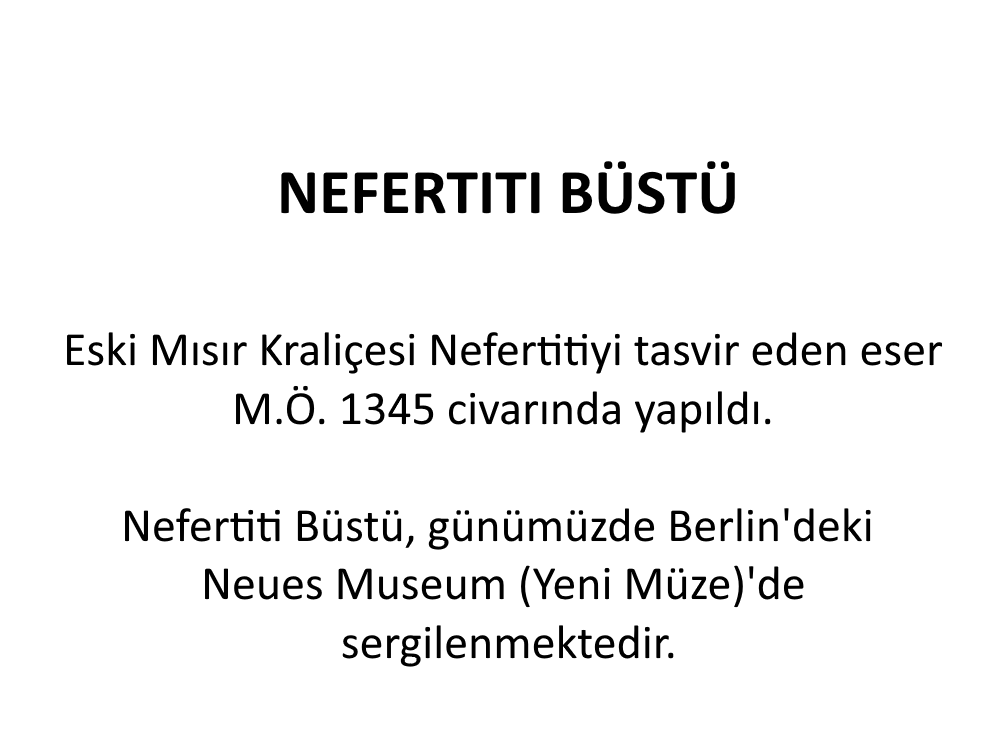 NEFERTITI BÜSTÜ
Eski Mısır Kraliçesi Nefertitiyi tasvir eden eser
M.Ö. 1345 civarında yapıldı.
Nefertiti Büstü, günümüzde Berlin'deki
Neues Museum (Yeni Müze)'de
sergilenmektedir.